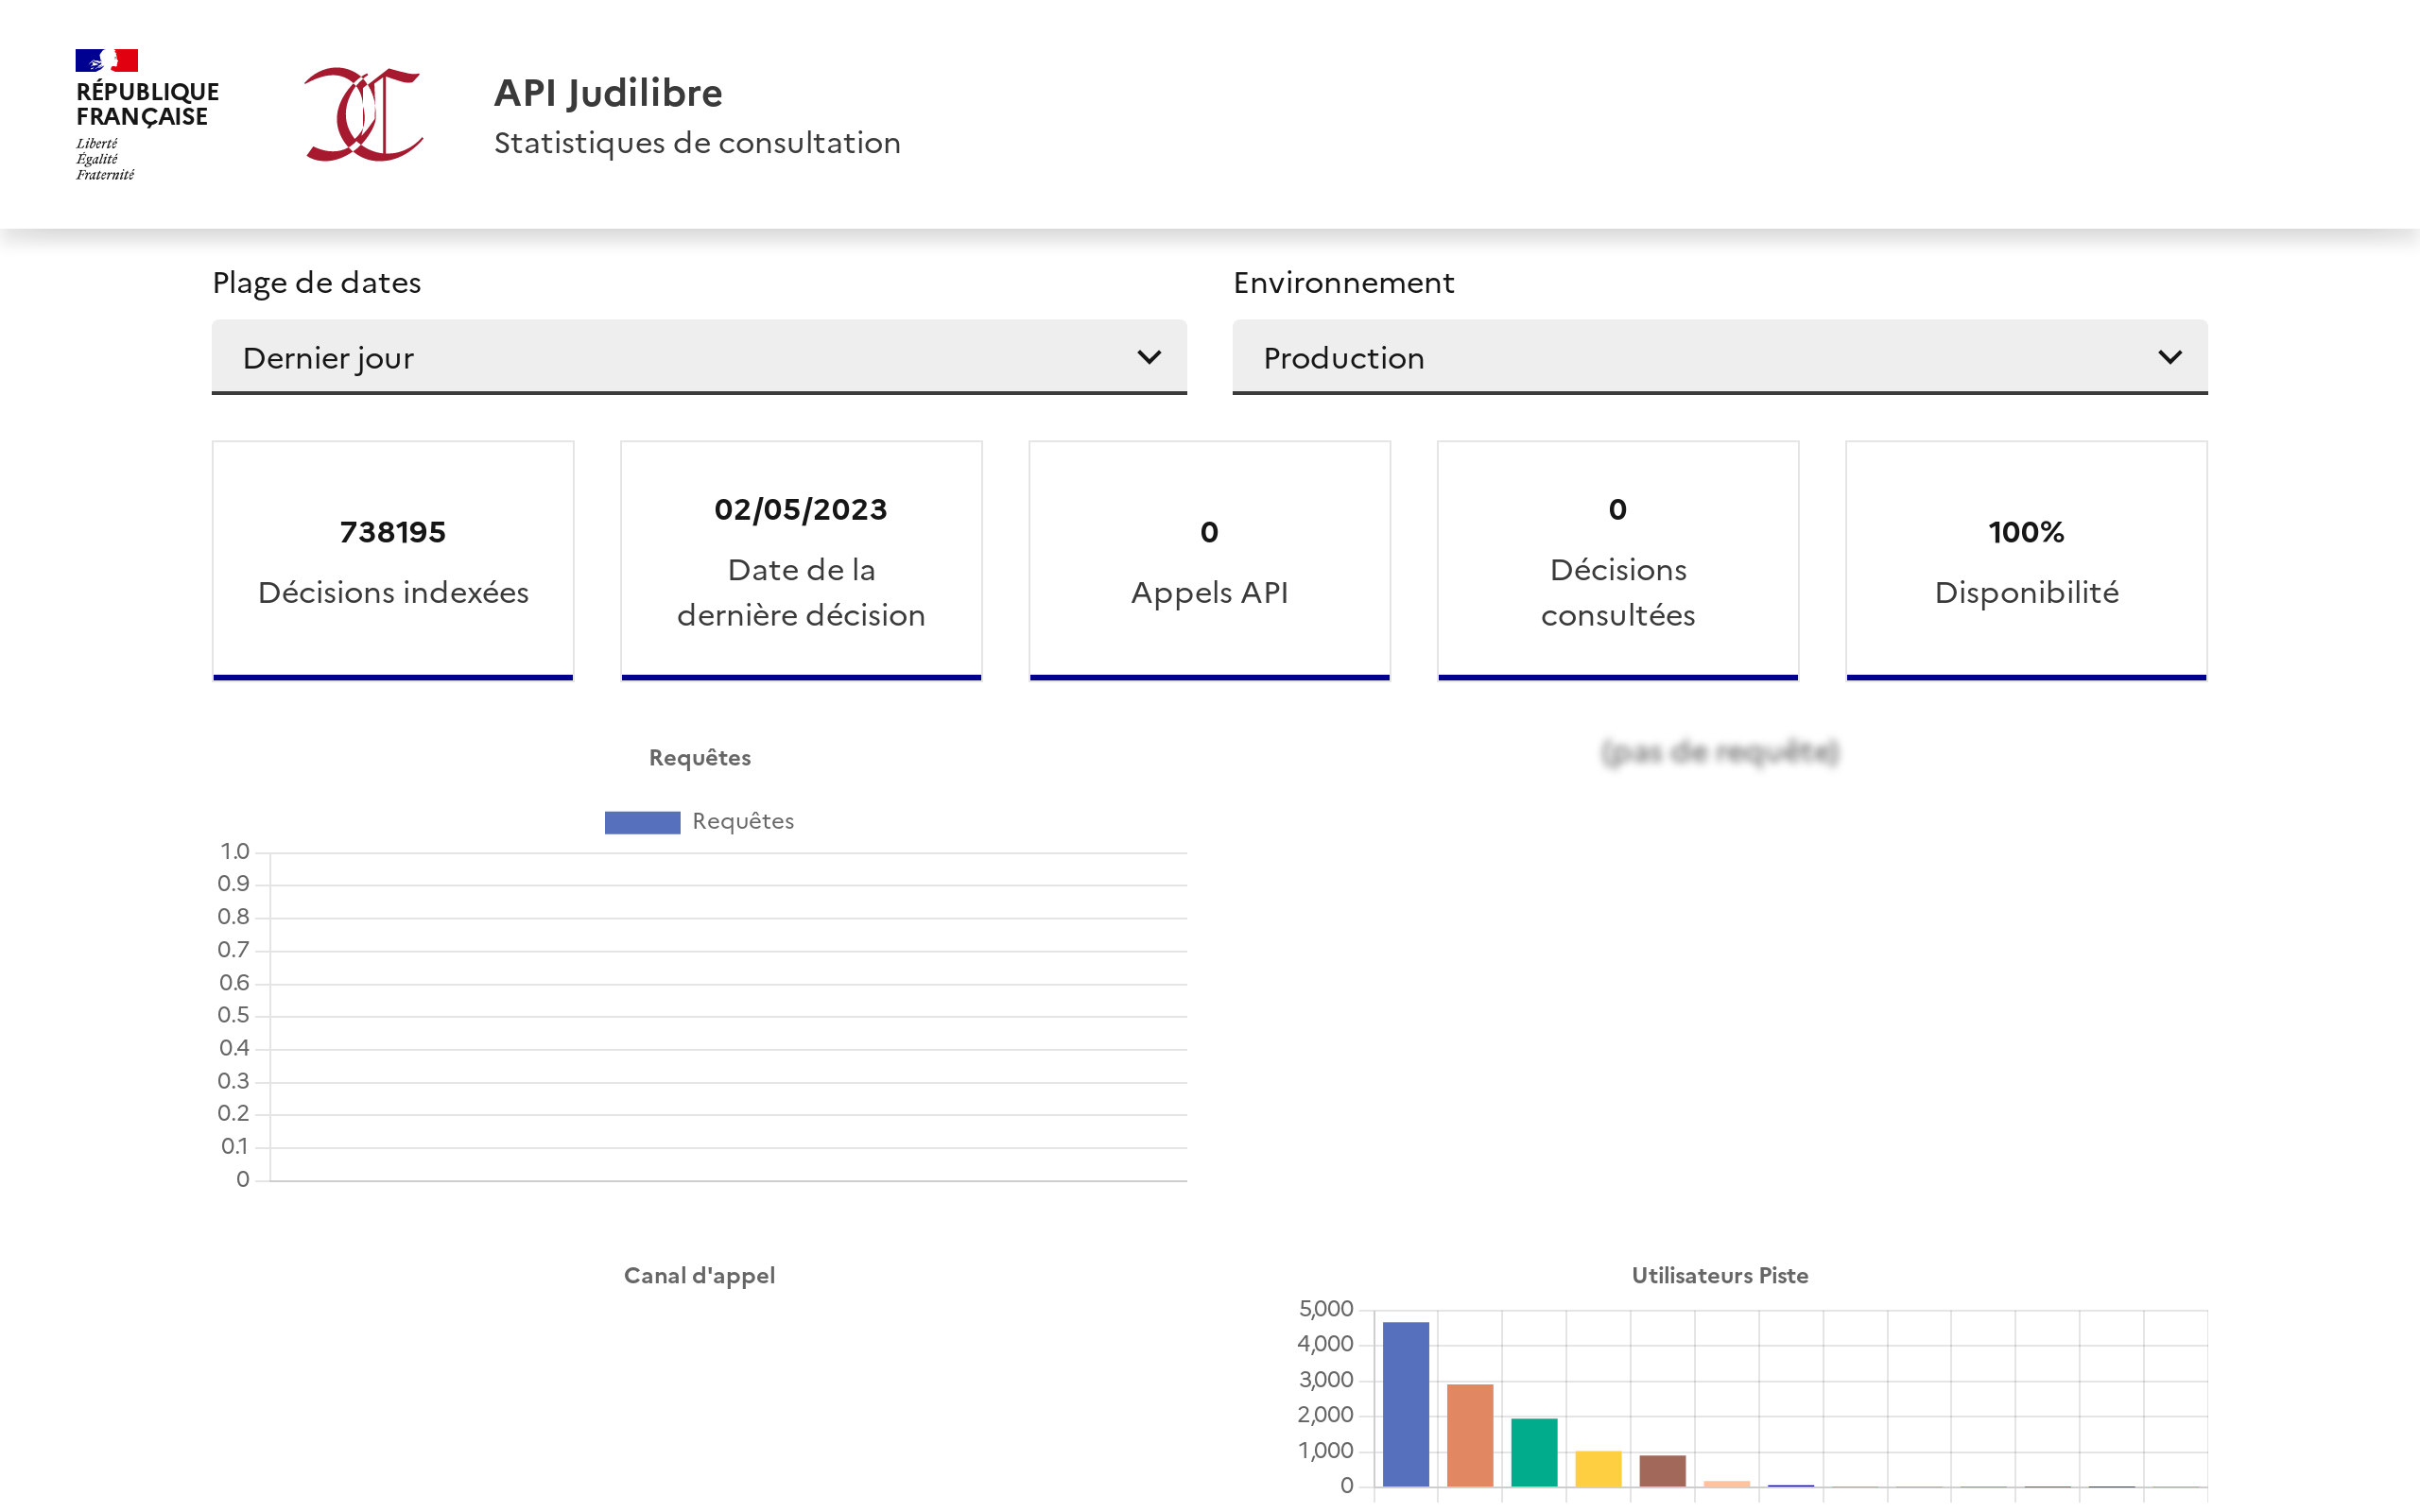 RÉPUBLIQUE
FRANÇAISE
Liberté
Égalité
Fraternité
API Judilibre
Statistiques de consultation
Plage de dates
Dernier jour
Environnement
Production
738195
Décisions indexées
02/05/2023
Date de la
dernière décision
0
Appels API
0
Décisions
consultées
100%
Disponibilité
Requêtes
Requêtes
1.0
0.9
0.8
0.7
0.6
0.5
0.4
0.3
0.2
0.1
0
(pas de requête)
Canal d'appel
Utilisateurs Piste
5,000
4,000
3,000
2,000
1,000
0